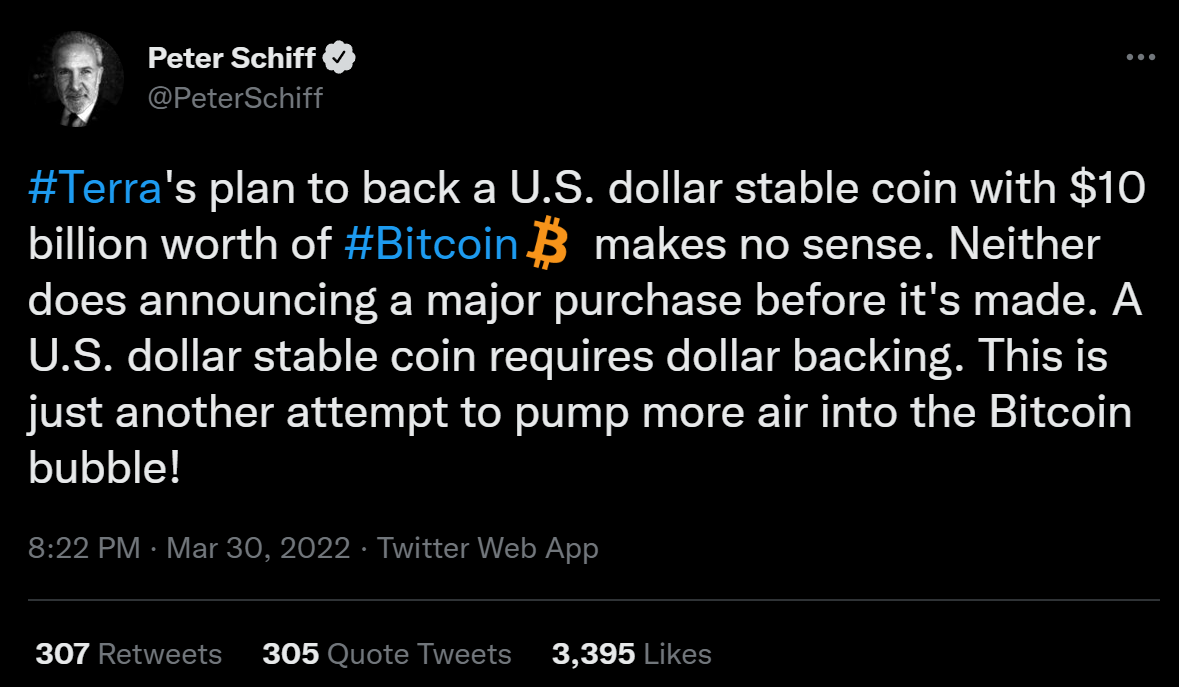 Peter Schiff
@PeterSchiff
#Terra's plan to back a U.S. dollar stable coin with $10
billion worth of #Bitcoin makes no sense. Neither
does announcing a major purchase before it's made. A
U.S. dollar stable coin requires dollar backing. This is
just another attempt to pump more air into the Bitcoin
bubble!
8:22 PM · Mar 30, 2022 · Twitter Web App
307 Retweets 305 Quote Tweets 3,395 Likes